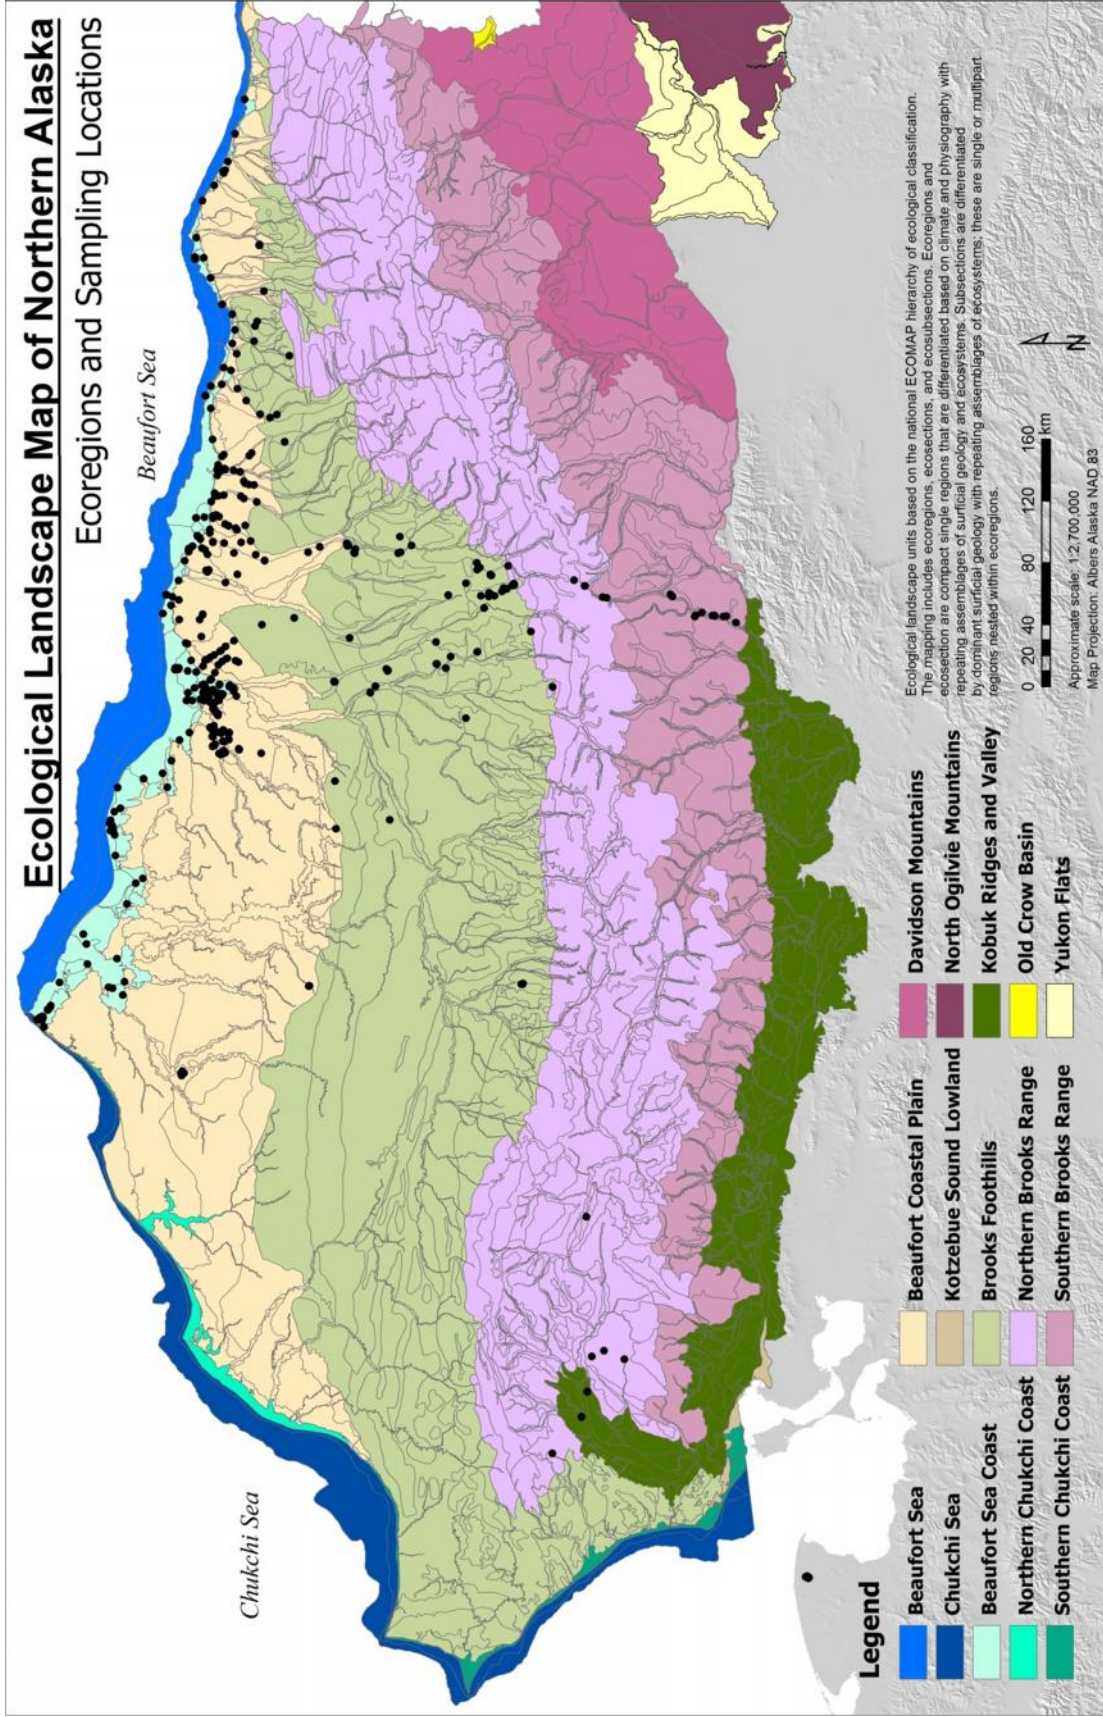 Ecological Landscape Map of Northern Alaska
Ecoregions and Sampling Locations
Beaufort Sea
Chukchi Sea
Legend
Beaufort Sea
Chukchi Sea
Beaufort Sea Coast
Northern Chukchi Coast
Southern Chukchi Coast
Beaufort Coastal Plain
Kotzebue Sound Lowland
Brooks Foothills
Northern Brooks Range
Southern Brooks Range
Davidson Mountains
North Ogilvie Mountains
Kobuk Ridges and Valley
Old Crow Basin
Yukon Flats
Ecological landscape units based on the national ECOMAP hierarchy of ecological classification.
The mapping includes ecoregions, ecosections, and ecosubsections. Ecoregions and
ecosection are compact single regions that are differentiated based on climate and physiography with
repeating assemblages of surficial geology and ecosystems. Subsections are differentiated
by dominant surficial geology with repeating assemblages of ecosystems; these are single or multipart
regions nested within ecoregions.
0 20 40 80 120 160
km
N
Approximate scale: 1:2,700,000
Map Projection: Albers Alaska NAD 83